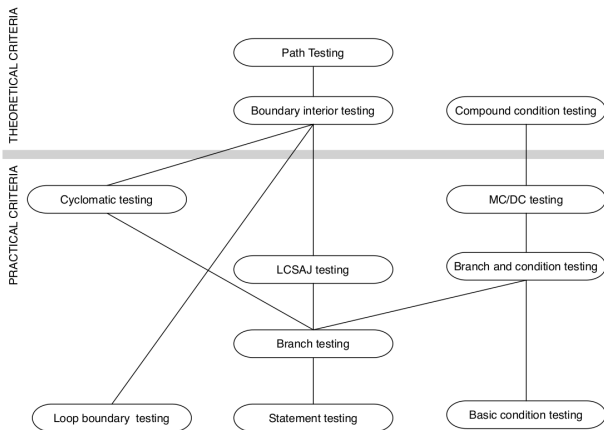 THEORETICAL CRITERIA
Path Testing
Boundary interior testing
Compound condition testing
PRACTICAL CRITERIA
Cyclomatic testing
MC/DC testing
LCSAJ testing
Branch and condition testing
Branch testing
Loop boundary testing
Statement testing
Basic condition testing